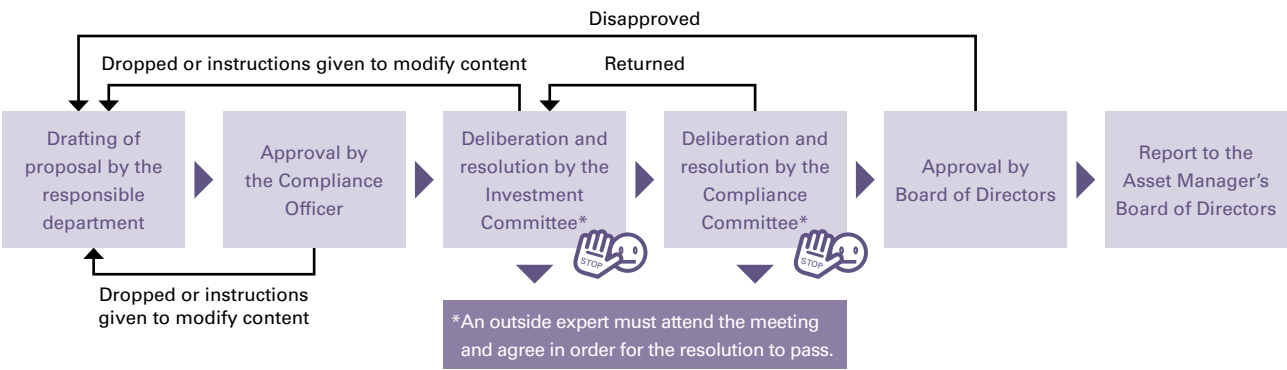 Disapproved
Dropped or instructions given to modify content
Returned
Drafting of
proposal by the
responsible
department
Approval by
the Compliance
Officer
Deliberation and
resolution by the
Investment
Committee*
STOP
Deliberation and
resolution by the
Compliance
Committee*
STOP
Approval by
Board of Directors
Report to the
Asset Manager’s
Board of Directors
Dropped or instructions
given to modify content
*An outside expert must attend the meeting
and agree in order for the resolution to pass.